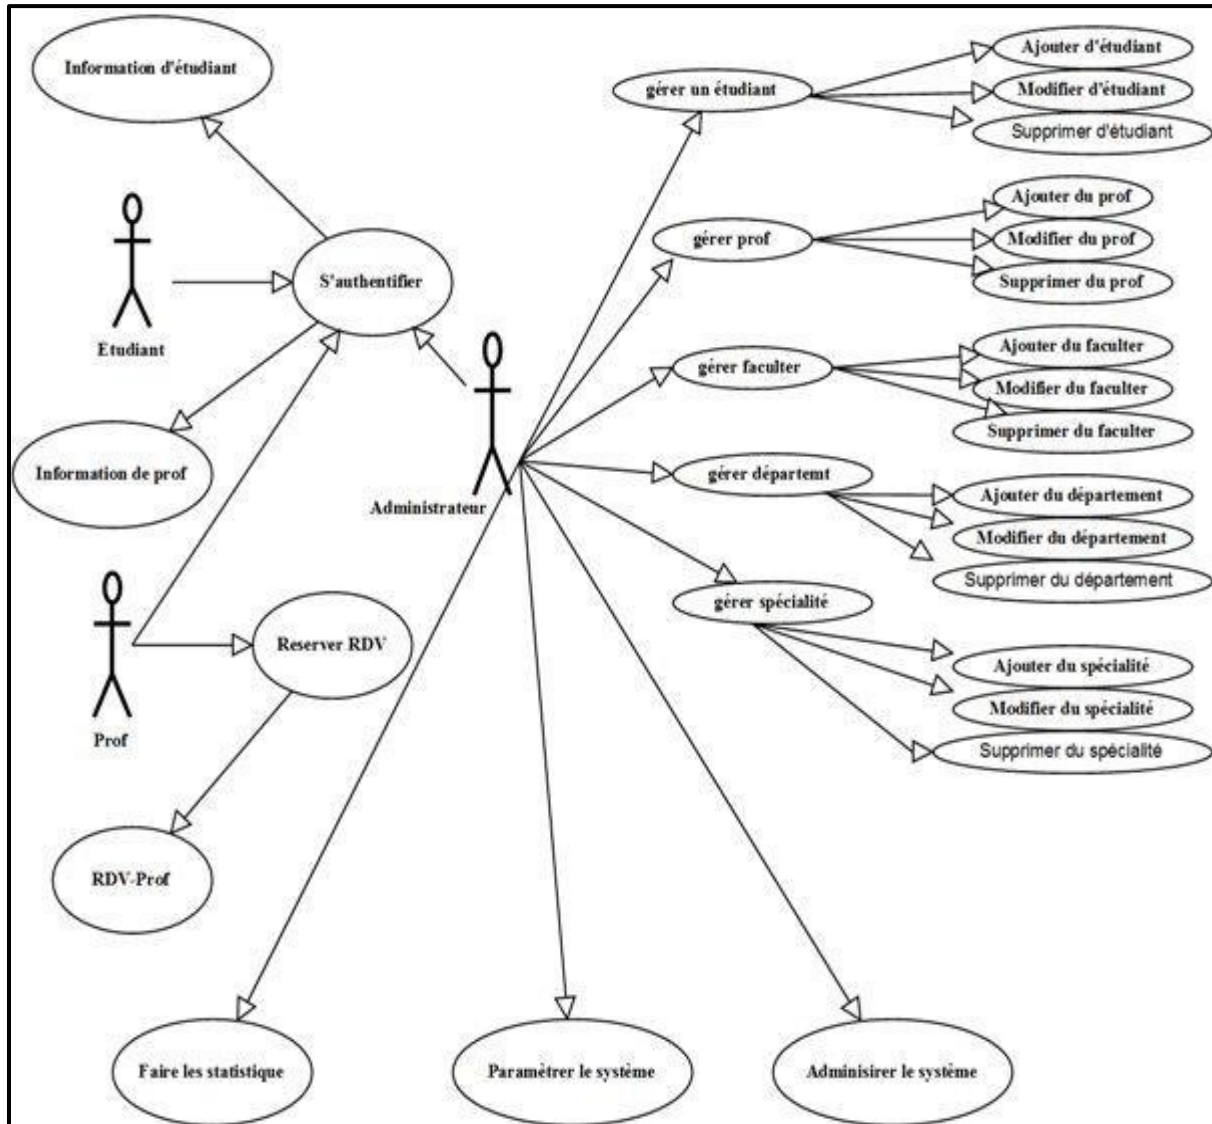 Information d'étudiant
Etudiant
S'authentifier
Information de prof
Administrateur
Prof
Reserver RDV
RDV-Prof
gérer un étudiant
Ajouter d'étudiant
Modifier d'étudiant
Supprimer d'étudiant
gérer prof
Ajouter du prof
Modifier du prof
Supprimer du prof
gérer faculter
Ajouter du faculter
Modifier du faculter
Supprimer du faculter
gérer départemt
Ajouter du département
Modifier du département
Supprimer du département
gérer spécialité
Ajouter du spécialité
Modifier du spécialité
Supprimer du spécialité
Faire les statistique
Paramètrer le système
Adminisirer le système